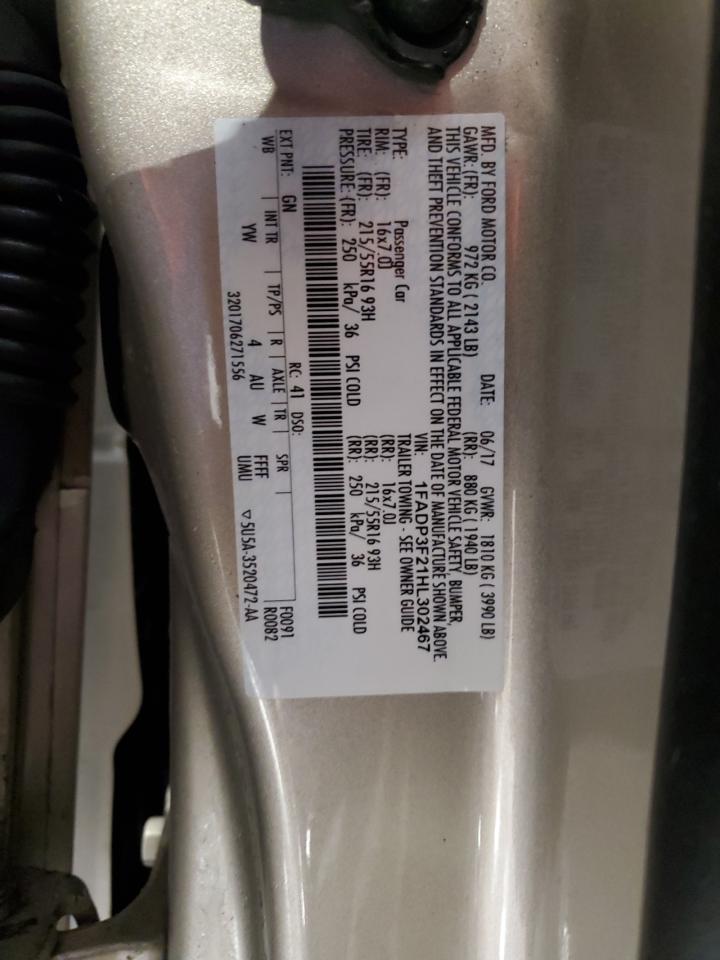 MFD. BY FORD MOTOR CO. DATE: 06/17 GVWR: 1810 KG ( 3990 LB)
GAWR: (FR): 972 KG ( 2143 LB) (RR): 880 KG ( 1940 LB)
THIS VEHICLE CONFORMS TO ALL APPLICABLE FEDERAL MOTOR VEHICLE SAFETY, BUMPER,
AND THEFT PREVENTION STANDARDS IN EFFECT ON THE DATE OF MANUFACTURE SHOWN ABOVE.
VIN: 1FADP3F21HL302467
TYPE: Passenger Car TRAILER TOWING - SEE OWNER GUIDE
RIM: (FR): 16x7.0J (RR): 16x7.0J
TIRE: (FR): 215/55R16 93H (RR): 215/55R16 93H
PRESSURE: (FR): 250 kPa/ 36 PSI COLD (RR): 250 kPa/ 36 PSI COLD
EXT PNT: GN RC: 41 DSO: F0091
WB INT TR TP/PS R AXLE TR SPR R0082
YW 4 AU W FFFF
3201706271556 UMU ▽5U5A-3520472-AA